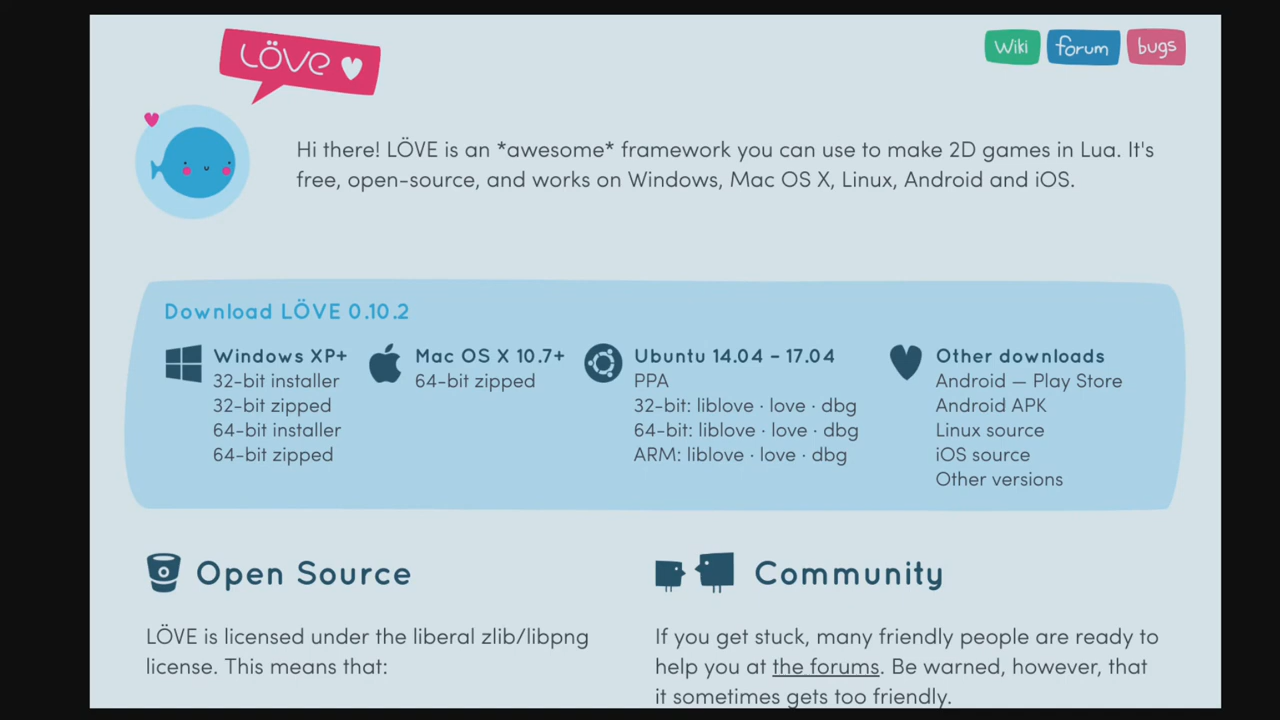 LÖVE
Wiki forum bugs
Hi there! LÖVE is an *awesome* framework you can use to make 2D games in Lua. It's
free, open-source, and works on Windows, Mac OS X, Linux, Android and iOS.
Download LÖVE 0.10.2
Windows XP+
32-bit installer
32-bit zipped
64-bit installer
64-bit zipped
Mac OS X 10.7+
64-bit zipped
Ubuntu 14.04 – 17.04
PPA
32-bit: liblove · love · dbg
64-bit: liblove · love · dbg
ARM: liblove · love · dbg
Other downloads
Android — Play Store
Android APK
Linux source
iOS source
Other versions
Open Source
LÖVE is licensed under the liberal zlib/libpng
license. This means that:
Community
If you get stuck, many friendly people are ready to
help you at the forums. Be warned, however, that
it sometimes gets too friendly.